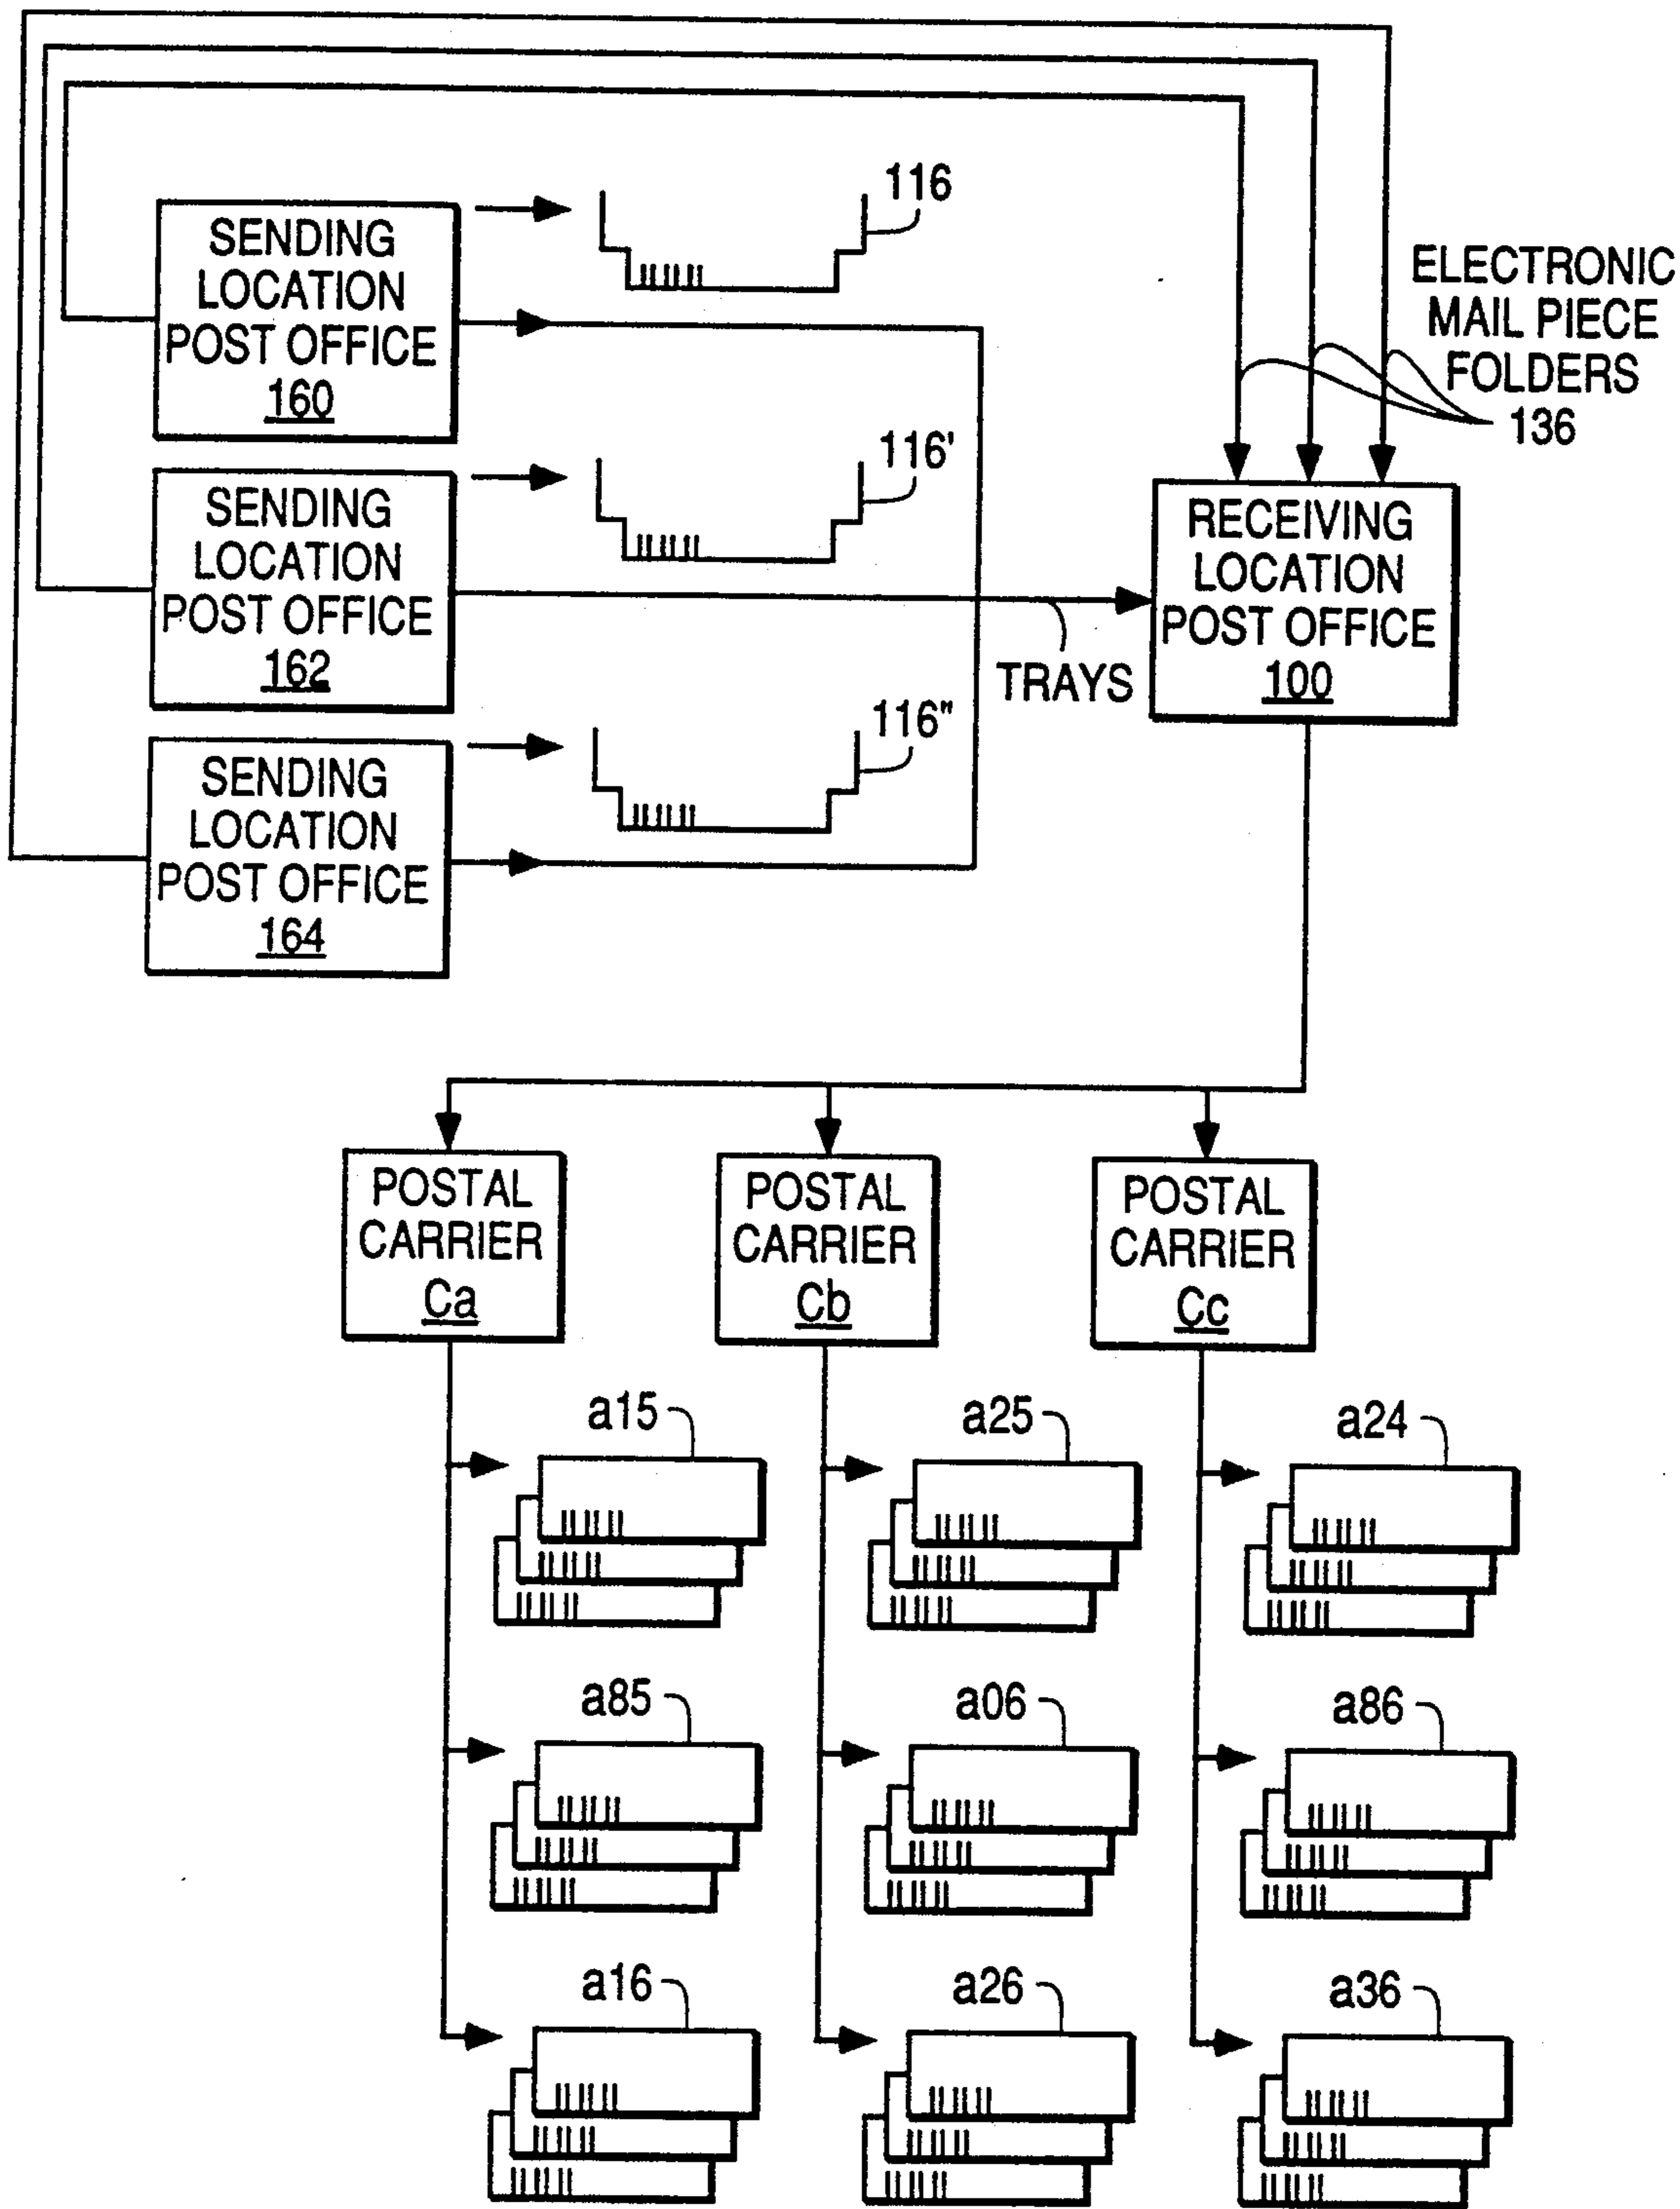 116
SENDING
LOCATION
POST OFFICE
160
ELECTRONIC
MAIL PIECE
FOLDERS
136
116'
SENDING
LOCATION
POST OFFICE
162
RECEIVING
LOCATION
POST OFFICE
100
TRAYS
116"
SENDING
LOCATION
POST OFFICE
164
POSTAL
CARRIER
Ca
POSTAL
CARRIER
Cb
POSTAL
CARRIER
Cc
a15
a25
a24
a85
a06
a86
a16
a26
a36